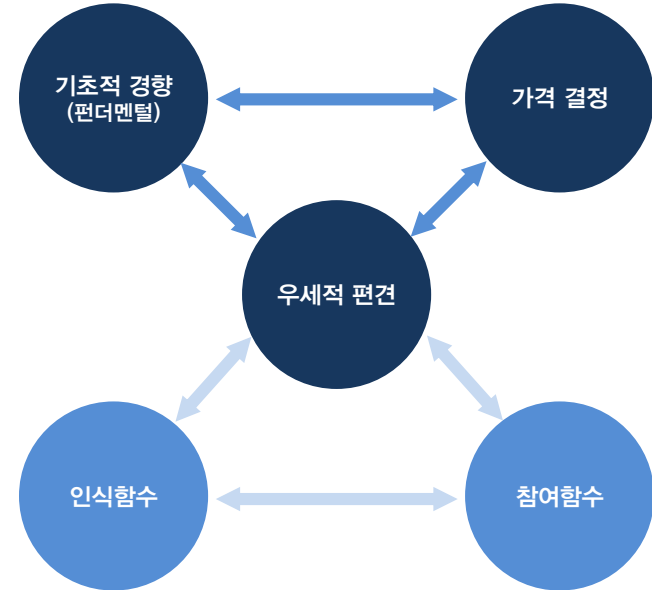 기초적 경향
(펀더멘털)
가격 결정
우세적 편견
인식함수
참여함수